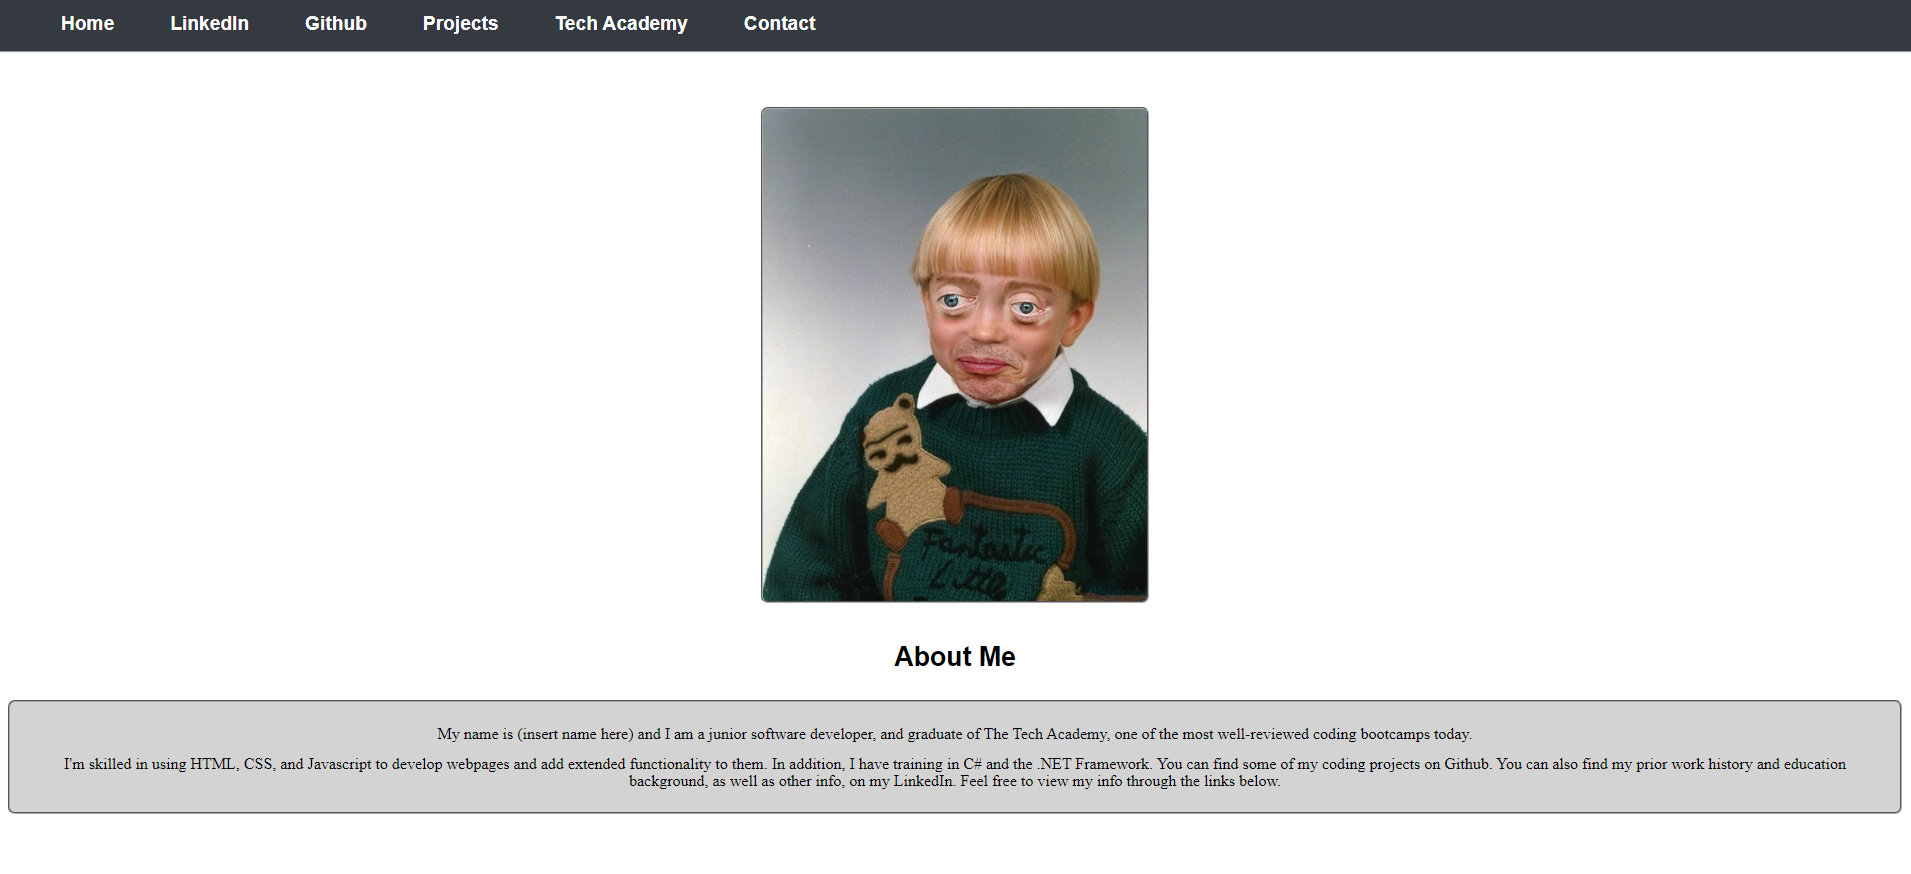 Home LinkedIn Github Projects Tech Academy Contact
Fantastic
Little
About Me
My name is (insert name here) and I am a junior software developer, and graduate of The Tech Academy, one of the most well-reviewed coding bootcamps today.
I'm skilled in using HTML, CSS, and Javascript to develop webpages and add extended functionality to them. In addition, I have training in C# and the .NET Framework. You can find some of my coding projects on Github. You can also find my prior work history and education
background, as well as other info, on my LinkedIn. Feel free to view my info through the links below.